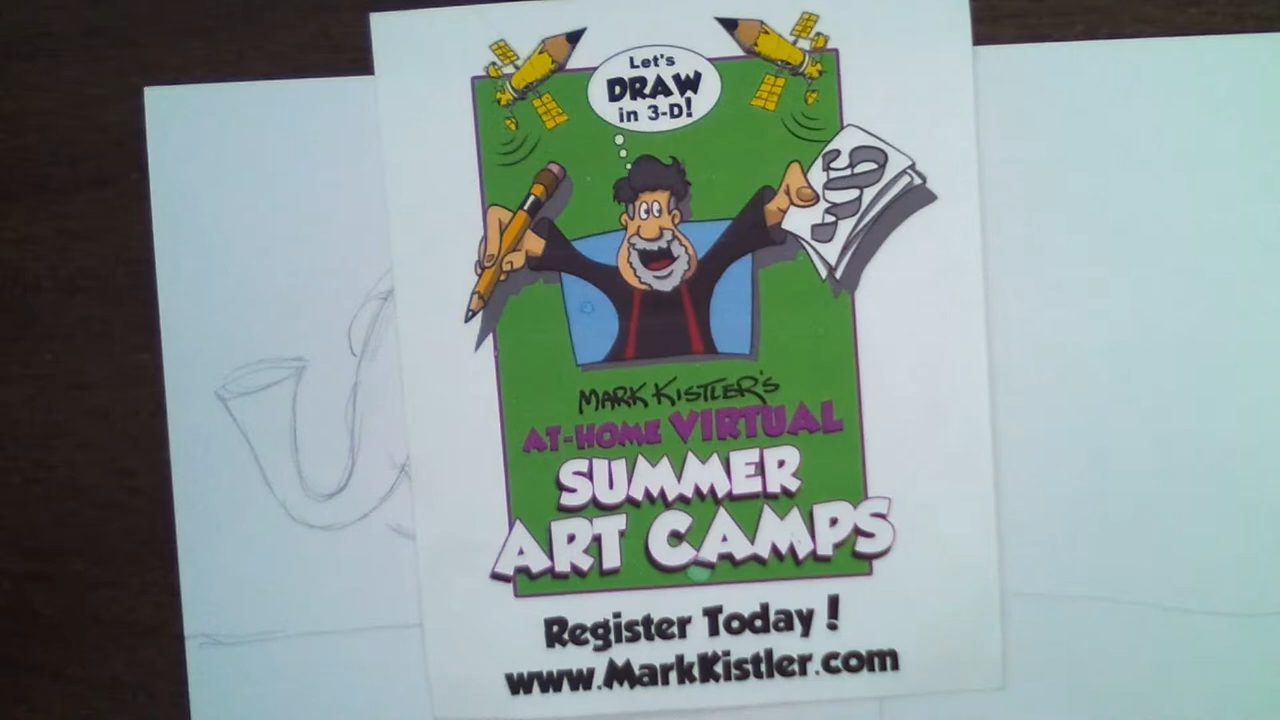 Let's
DRAW
in 3-D!
MARK KISTLER'S
AT-HOME VIRTUAL
SUMMER
ART CAMPS
Register Today!
www.MarkKistler.com